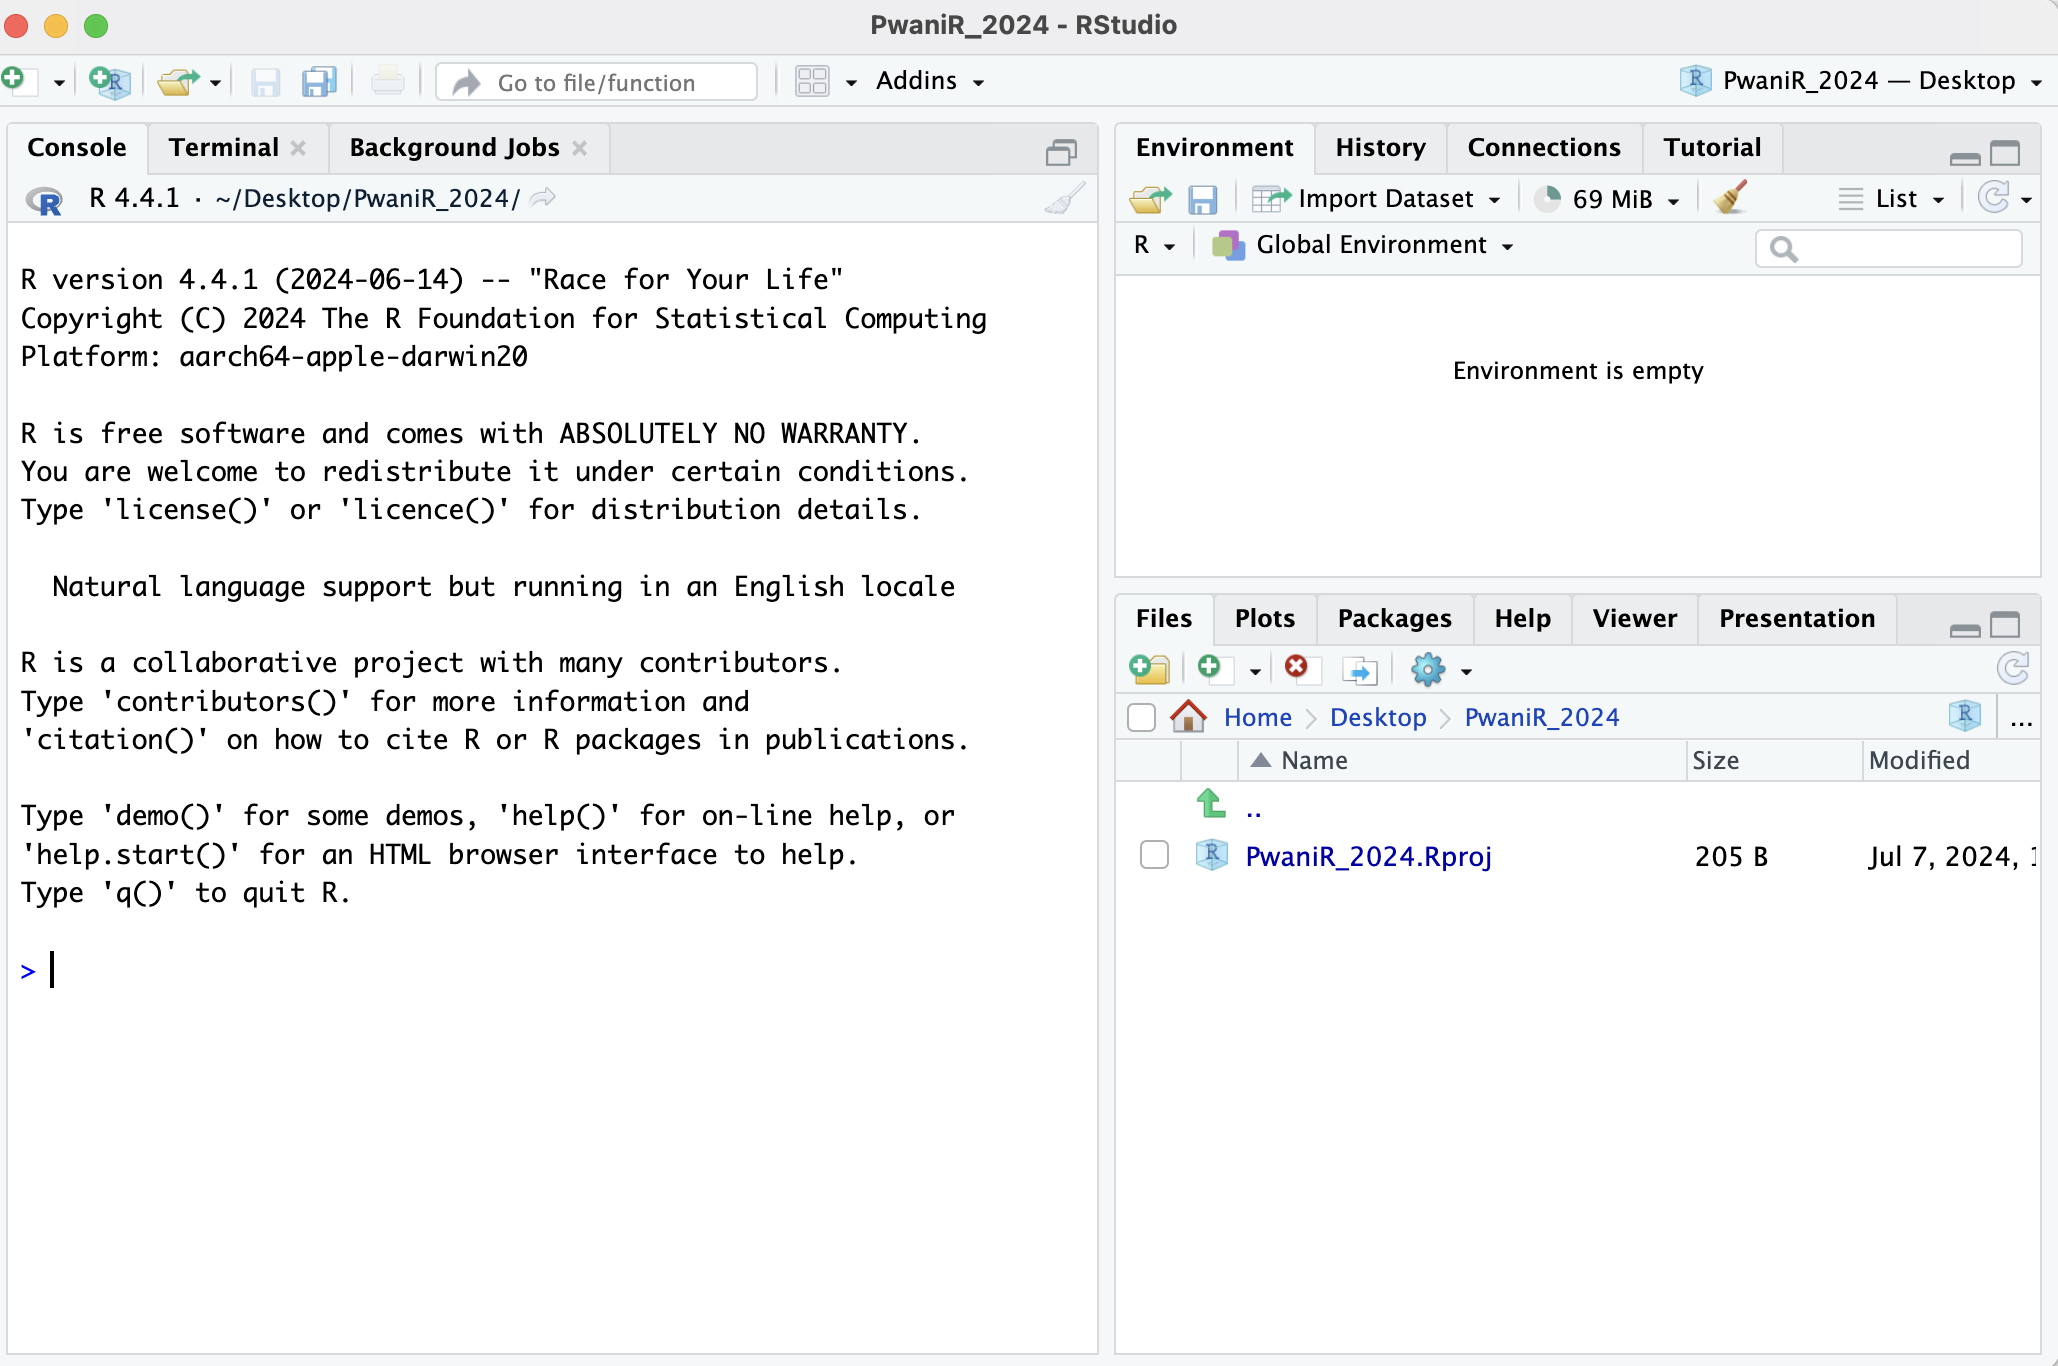 PwaniR_2024 - RStudio
Go to file/function
Addins
PwaniR_2024 — Desktop
Console
Terminal
Background Jobs
R 4.4.1 · ~/Desktop/PwaniR_2024/
R version 4.4.1 (2024-06-14) -- "Race for Your Life"
Copyright (C) 2024 The R Foundation for Statistical Computing
Platform: aarch64-apple-darwin20
R is free software and comes with ABSOLUTELY NO WARRANTY.
You are welcome to redistribute it under certain conditions.
Type 'license()' or 'licence()' for distribution details.
Natural language support but running in an English locale
R is a collaborative project with many contributors.
Type 'contributors()' for more information and
'citation()' on how to cite R or R packages in publications.
Type 'demo()' for some demos, 'help()' for on-line help, or
'help.start()' for an HTML browser interface to help.
Type 'q()' to quit R.
>
Environment
History
Connections
Tutorial
Import Dataset
69 MiB
List
R
Global Environment
Environment is empty
Files
Plots
Packages
Help
Viewer
Presentation
Home
Desktop
PwaniR_2024
...
Name
Size
Modified
..
PwaniR_2024.Rproj
205 B
Jul 7, 2024,